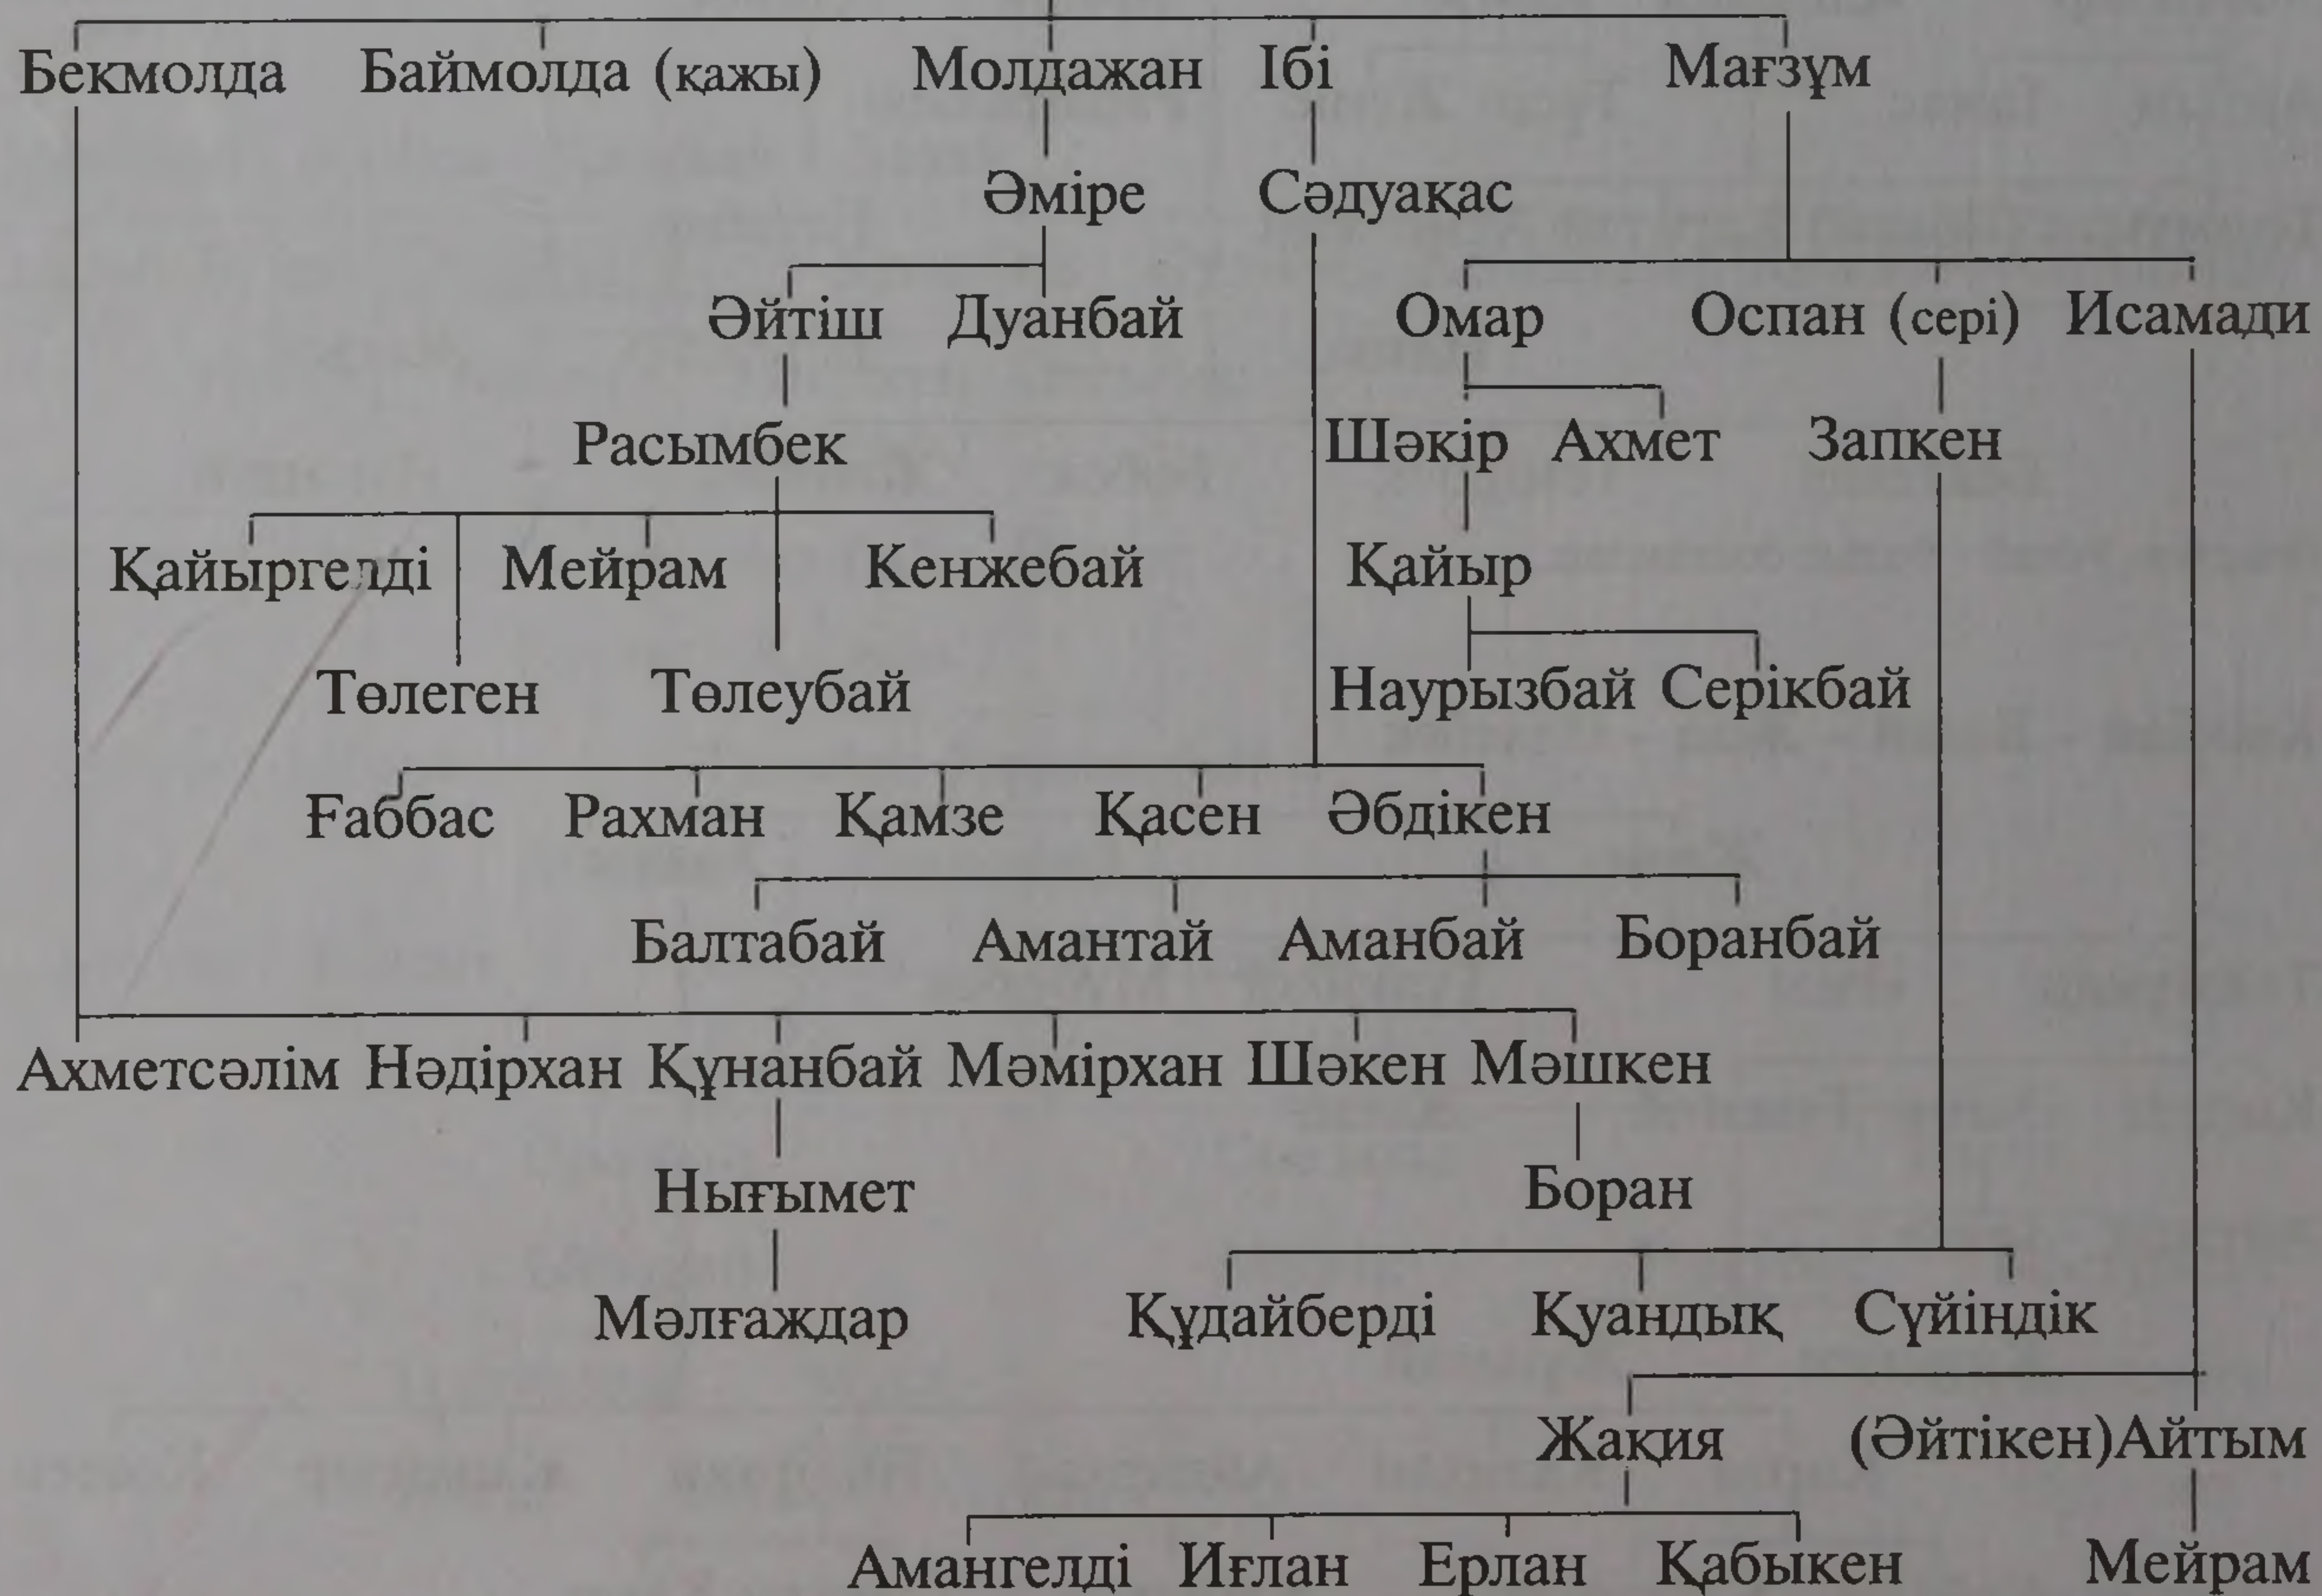 Бекмолда Баймолда (қажы) Молдажан Ібі Мағзұм
Әміре Сәдуақас
Әйтіш Дуанбай Омар Оспан (сері) Исамади
Расымбек Шәкір Ахмет Запкен
Қайыргелді Мейрам Кенжебай Қайыр
Төлеген Төлеубай Наурызбай Серікбай
Ғаббас Рахман Қамзе Қасен Әбдікен
Балтабай Амантай Аманбай Боранбай
Ахметсәлім Нәдірхан Құнанбай Мәмірхан Шәкен Мәшкен
Нығымет Боран
Мәлғаждар Құдайберді Қуандық Сүйіндік
Жақия (Әйтікен)Айтым
Амангелді Иғлан Ерлан Қабыкен Мейрам